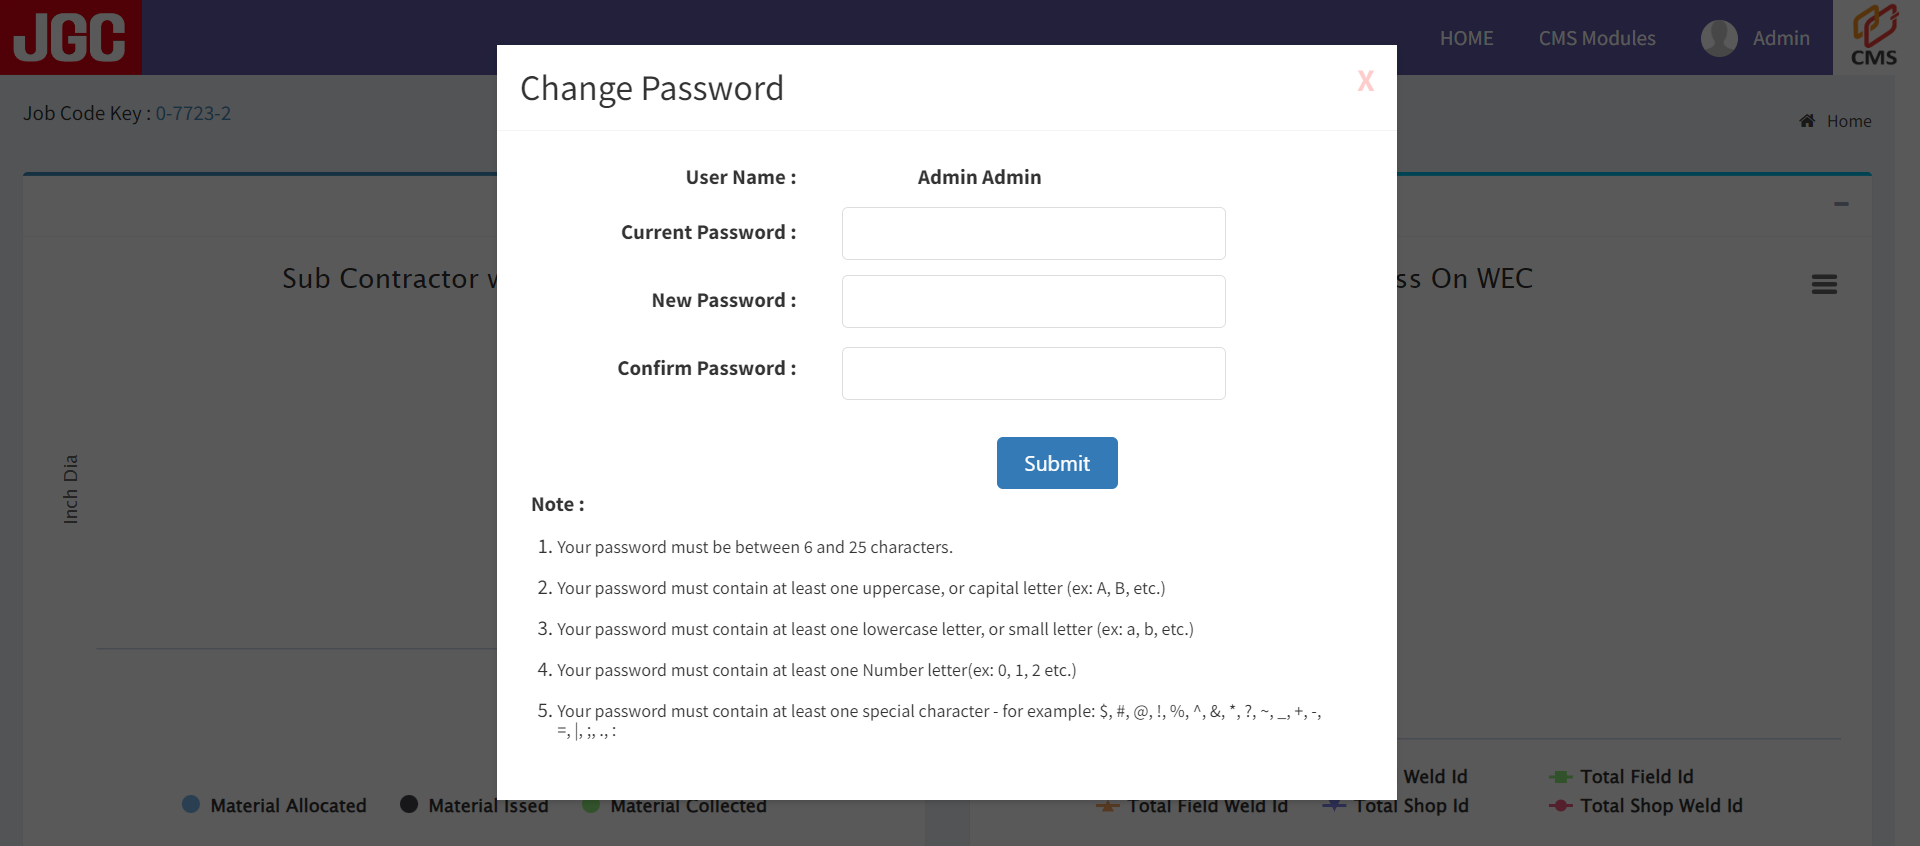 JGC
HOME
CMS Modules
Admin
CMS
Job Code Key : 0-7723-2
Home
Change Password
X
User Name :
Admin Admin
Current Password :
New Password :
Confirm Password :
Submit
Note :
1. Your password must be between 6 and 25 characters.
2. Your password must contain at least one uppercase, or capital letter (ex: A, B, etc.)
3. Your password must contain at least one lowercase letter, or small letter (ex: a, b, etc.)
4. Your password must contain at least one Number letter(ex: 0, 1, 2 etc.)
5. Your password must contain at least one special character - for example: $, #, @, !, %, ^, &, *, ?, ~, _, +, -,
=, |, ;, ., :
Sub Contractor
Inch Dia
Material Allocated
Material Issed
Material Collected
ss On WEC
Weld Id
Total Field Id
Total Field Weld Id
Total Shop Id
Total Shop Weld Id